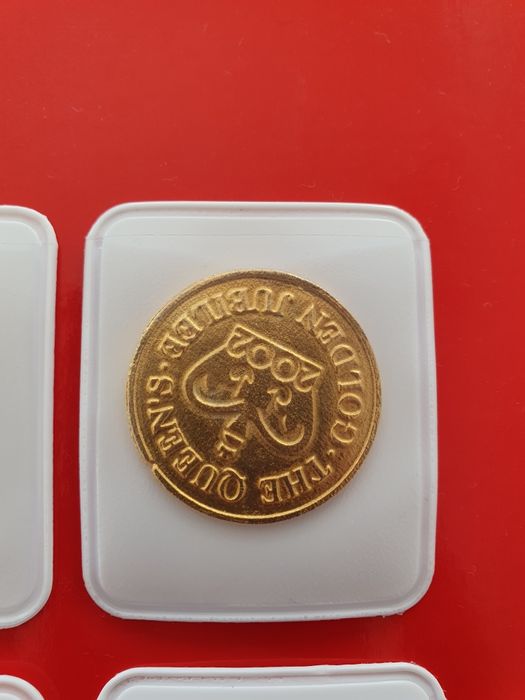 THE QUEEN'S · GOLDEN JUBILEE ·
2002